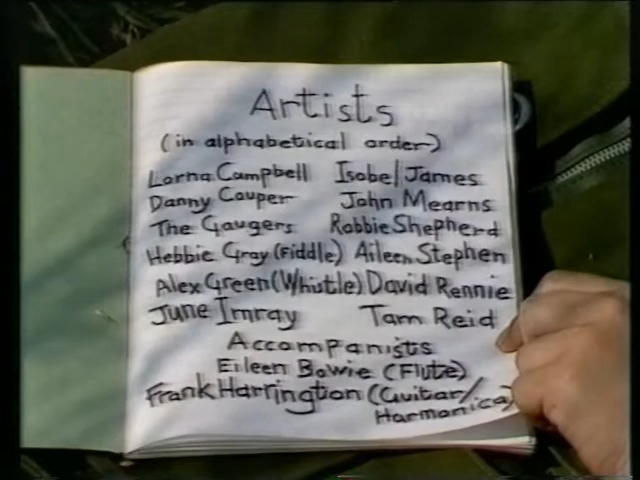 Artists
(in alphabetical order)
Lorna Campbell Isobel James
Danny Couper John Mearns
The Gaugers Robbie Shepherd
Hebbie Gray (Fiddle) Aileen Stephen
Alex Green (Whistle) David Rennie
June Imray Tam Reid
Accompanists
Eileen Bowie (Flute)
Frank Harrington (Guitar/
Harmonica)